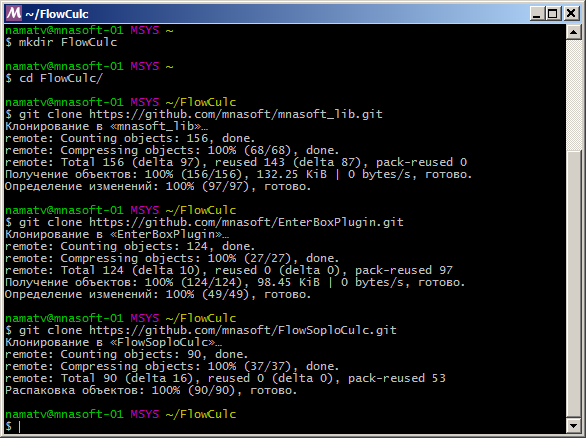 ~/FlowCulc
namatv@mnasoft-01 MSYS ~
$ mkdir FlowCulc
namatv@mnasoft-01 MSYS ~
$ cd FlowCulc/
namatv@mnasoft-01 MSYS ~/FlowCulc
$ git clone https://github.com/mnasoft/mnasoft_lib.git
Клонирование в «mnasoft_lib»…
remote: Counting objects: 156, done.
remote: Compressing objects: 100% (68/68), done.
remote: Total 156 (delta 97), reused 143 (delta 87), pack-reused 0
Получение объектов: 100% (156/156), 132.25 KiB | 0 bytes/s, готово.
Определение изменений: 100% (97/97), готово.
namatv@mnasoft-01 MSYS ~/FlowCulc
$ git clone https://github.com/mnasoft/EnterBoxPlugin.git
Клонирование в «EnterBoxPlugin»…
remote: Counting objects: 124, done.
remote: Compressing objects: 100% (27/27), done.
remote: Total 124 (delta 10), reused 0 (delta 0), pack-reused 97
Получение объектов: 100% (124/124), 98.45 KiB | 0 bytes/s, готово.
Определение изменений: 100% (49/49), готово.
namatv@mnasoft-01 MSYS ~/FlowCulc
$ git clone https://github.com/mnasoft/FlowSoploCulc.git
Клонирование в «FlowSoploCulc»…
remote: Counting objects: 90, done.
remote: Compressing objects: 100% (37/37), done.
remote: Total 90 (delta 16), reused 0 (delta 0), pack-reused 53
Распаковка объектов: 100% (90/90), готово.
namatv@mnasoft-01 MSYS ~/FlowCulc
$